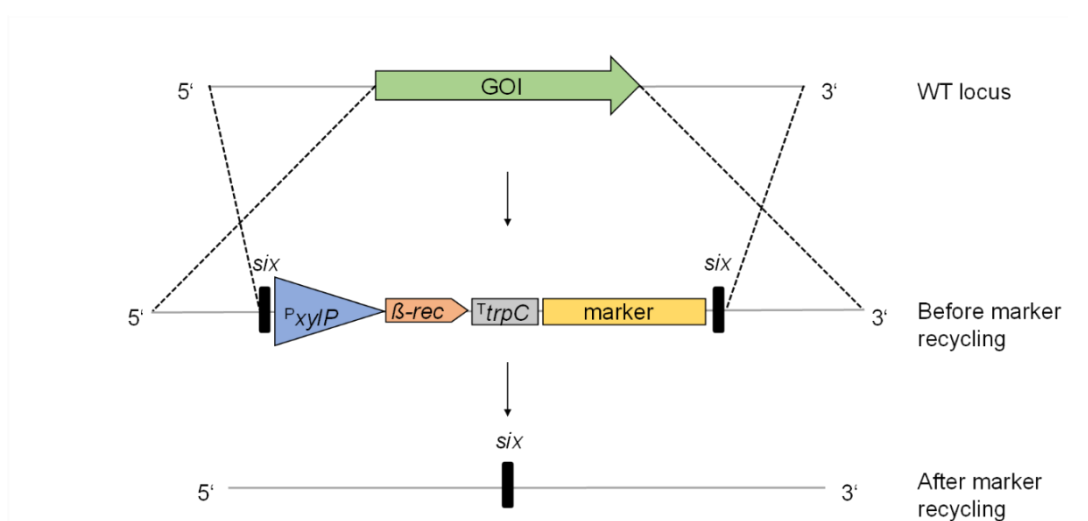 5‘ GOI 3‘ WT locus
six six
5‘ PxylP ß-rec TtrpC marker 3‘ Before marker
recycling
six
5‘ 3‘ After marker
recycling